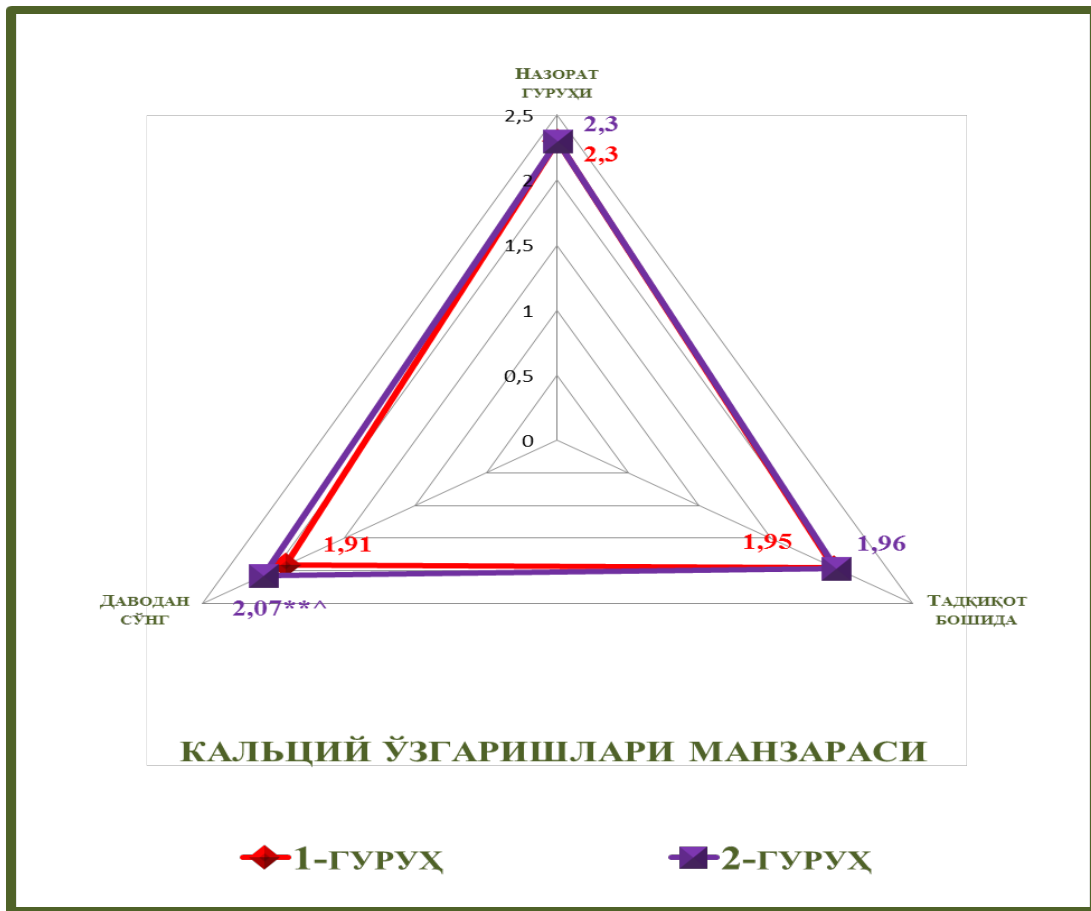 НАЗОРАТ
ГУРУҲИ
2,5
2,3
2,3
2
1,5
1
0,5
0
1,91
1,95
1,96
ДАВОДАН
СЎНГ
2,07**^
ТАДҚИҚОТ
БОШИДА
КАЛЬЦИЙ ЎЗГАРИШЛАРИ МАНЗАРАСИ
1-ГУРУҲ
2-ГУРУҲ